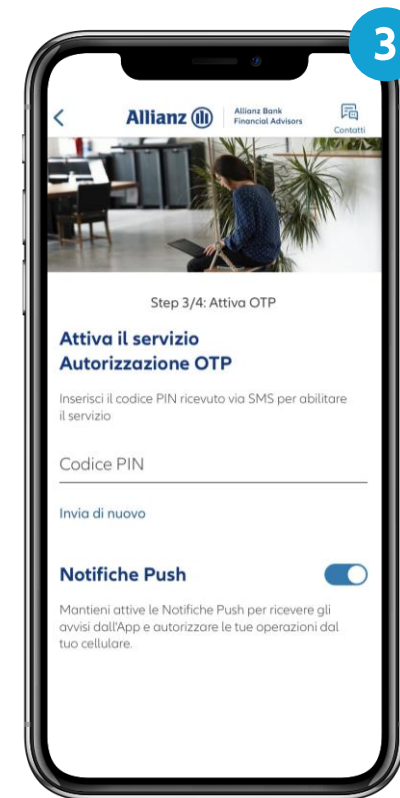 3
Allianz
Allianz Bank
Financial Advisors
Contatti
Step 3/4: Attiva OTP
Attiva il servizio
Autorizzazione OTP
Inserisci il codice PIN ricevuto via SMS per abilitare
il servizio
Codice PIN
Invia di nuovo
Notifiche Push
Mantieni attive le Notifiche Push per ricevere gli
avvisi dall'App e autorizzare le tue operazioni dal
tuo cellulare.